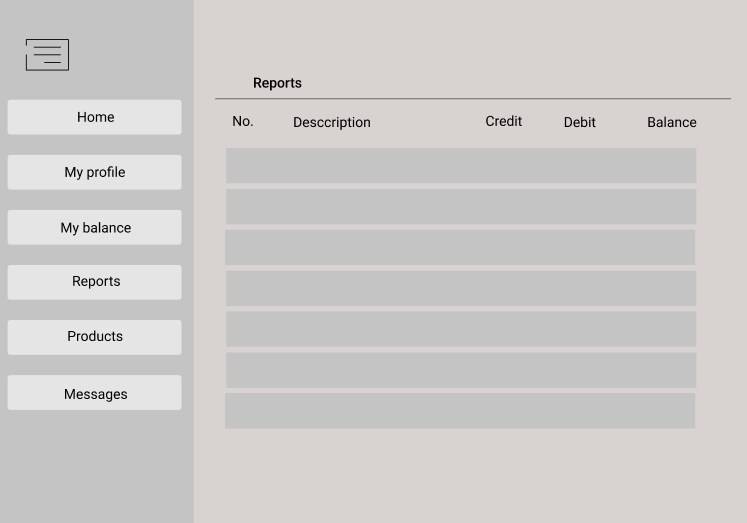 Home
My profile
My balance
Reports
Products
Messages
Reports
No. Desccription Credit Debit Balance